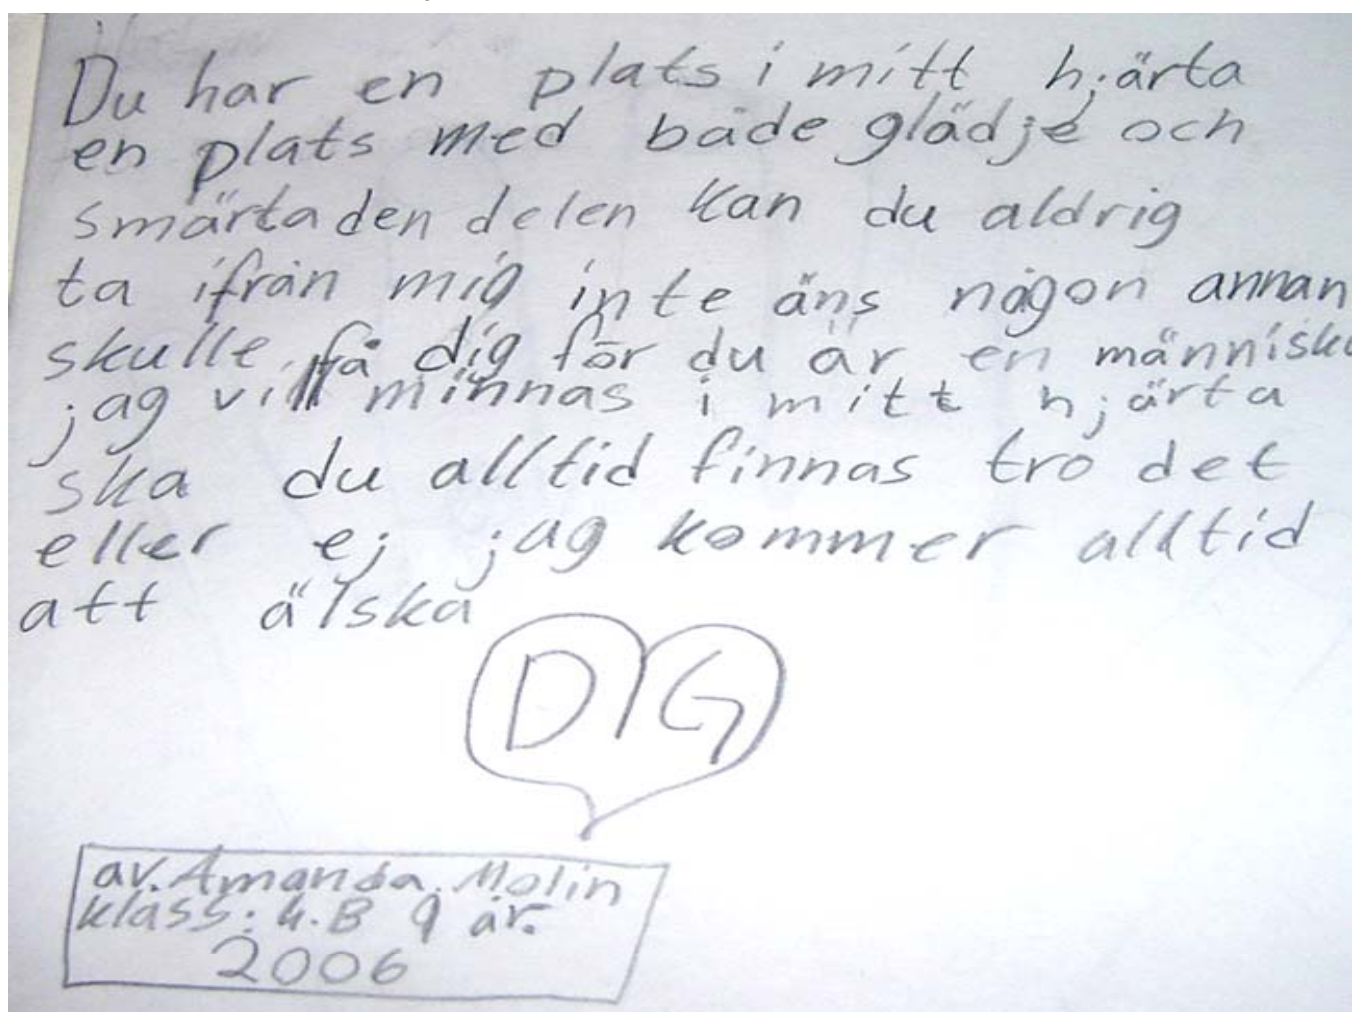 Du har en plats i mitt hjärta
en plats med både glädje och
smärta den delen kan du aldrig
ta ifrån mig inte äns någon annan
skulle få dig för du är en människa
jag vill minnas i mitt hjärta
ska du alltid finnas tro det
eller ej jag kommer alltid
att älska
DIG
av. Amanda. Molin
klass: 4.B 9 år.
2006